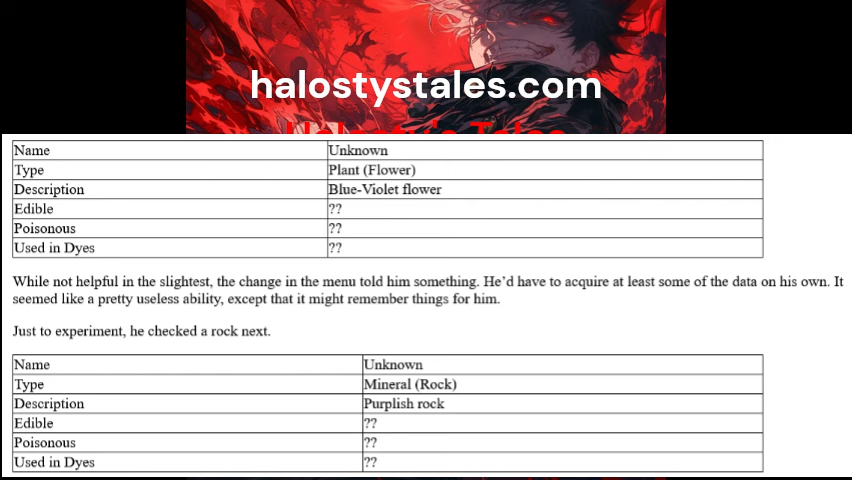 halostystales.com
Halosty's Tales
Name Unknown
Type Plant (Flower)
Description Blue-Violet flower
Edible ??
Poisonous ??
Used in Dyes ??
While not helpful in the slightest, the change in the menu told him something. He’d have to acquire at least some of the data on his own. It
seemed like a pretty useless ability, except that it might remember things for him.
Just to experiment, he checked a rock next.
Name Unknown
Type Mineral (Rock)
Description Purplish rock
Edible ??
Poisonous ??
Used in Dyes ??